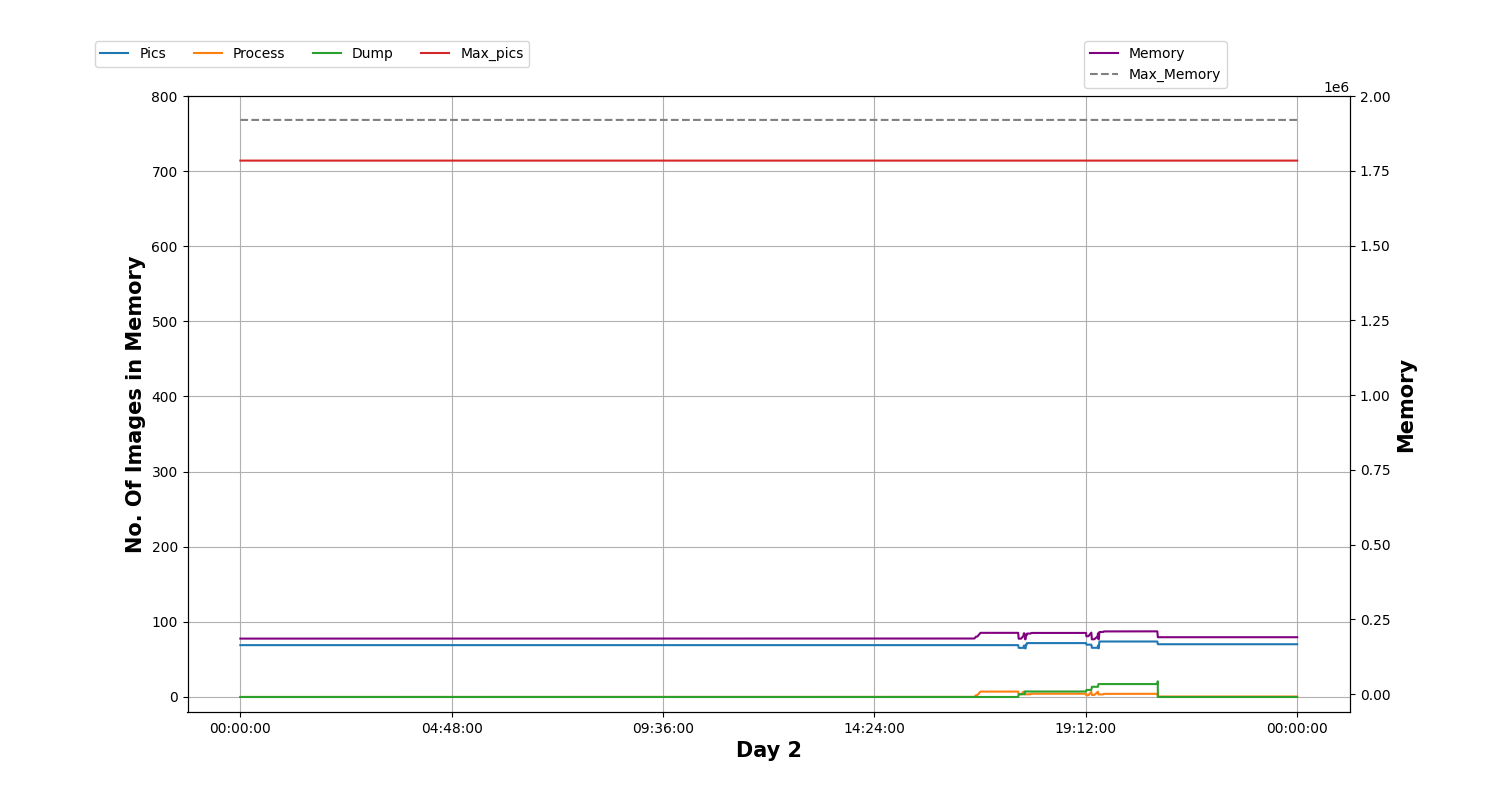 Pics Process Dump Max_pics
Memory
Max_Memory
1e6
800
700
600
500
400
300
200
100
0
No. Of Images in Memory
2.00
1.75
1.50
1.25
1.00
0.75
0.50
0.25
0.00
Memory
00:00:00 04:48:00 09:36:00 14:24:00 19:12:00 00:00:00
Day 2